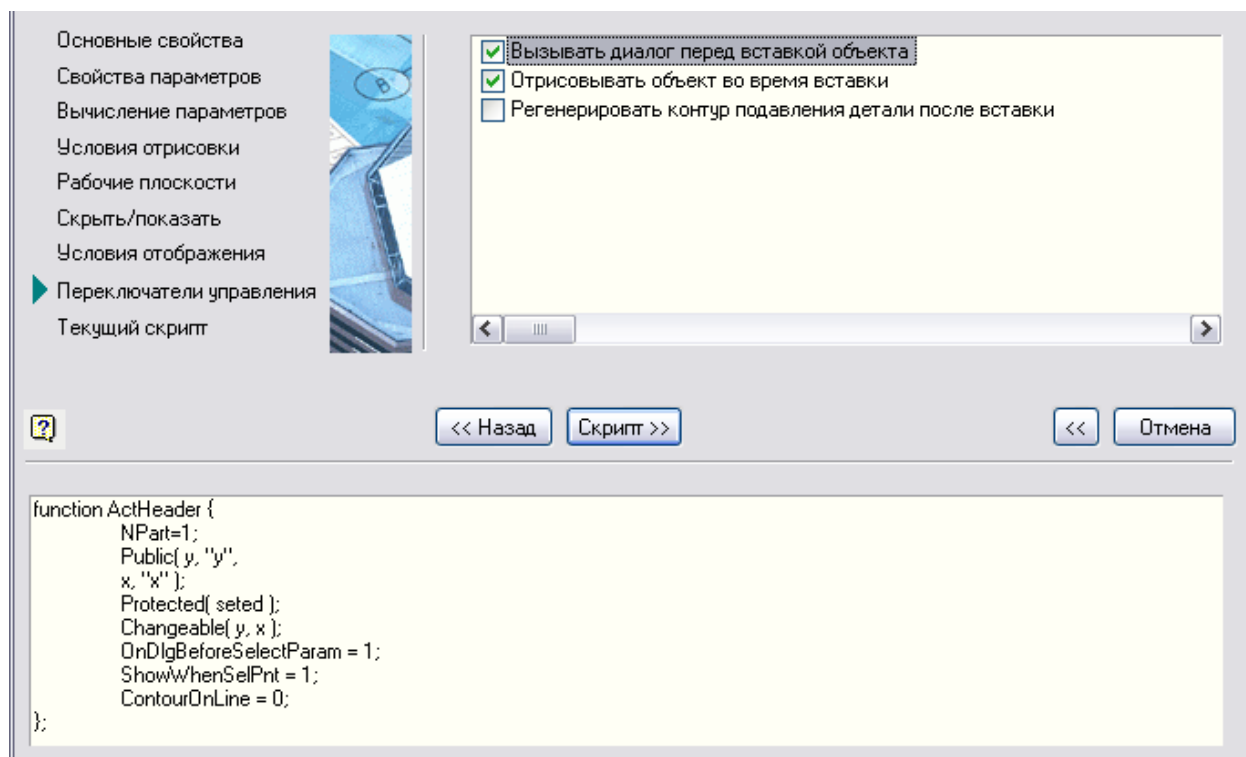 Основные свойства
Свойства параметров
Вычисление параметров
Условия отрисовки
Рабочие плоскости
Скрыть/показать
Условия отображения
Переключатели управления
Текущий скрипт
B
Вызывать диалог перед вставкой объекта
Отрисовывать объект во время вставки
Регенерировать контур подавления детали после вставки
?
<< Назад
Скрипт >>
<<
Отмена
function ActHeader {
NPart=1;
Public( y, "y",
x, "x" );
Protected( seted );
Changeable( y, x );
OnDlgBeforeSelectParam = 1;
ShowWhenSelPnt = 1;
ContourOnLine = 0;
};